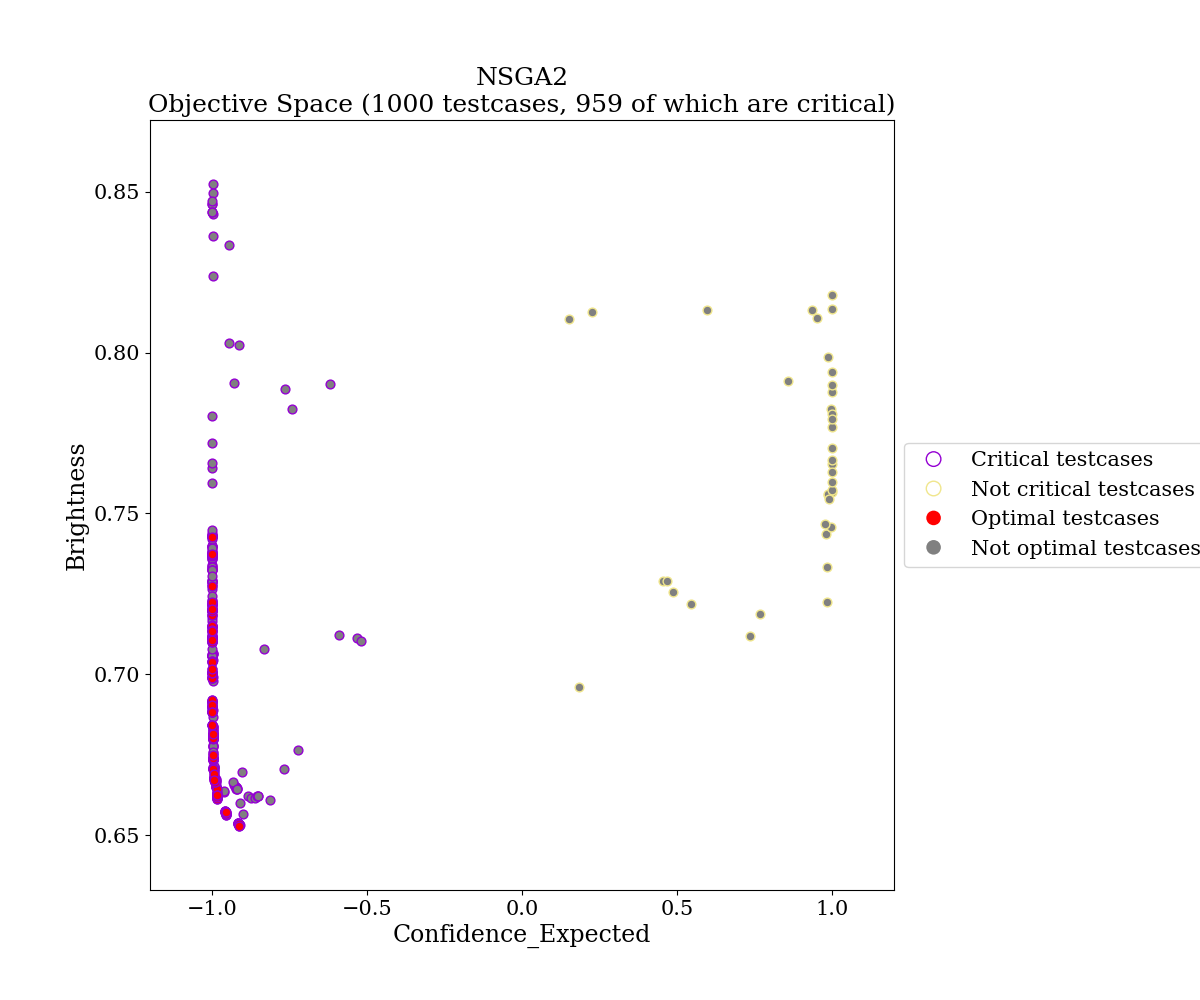 NSGA2
Objective Space (1000 testcases, 959 of which are critical)
0.85
0.80
0.75
0.70
0.65
Brightness
−1.0
−0.5
0.0
0.5
1.0
Confidence_Expected
Critical testcases
Not critical testcases
Optimal testcases
Not optimal testcases